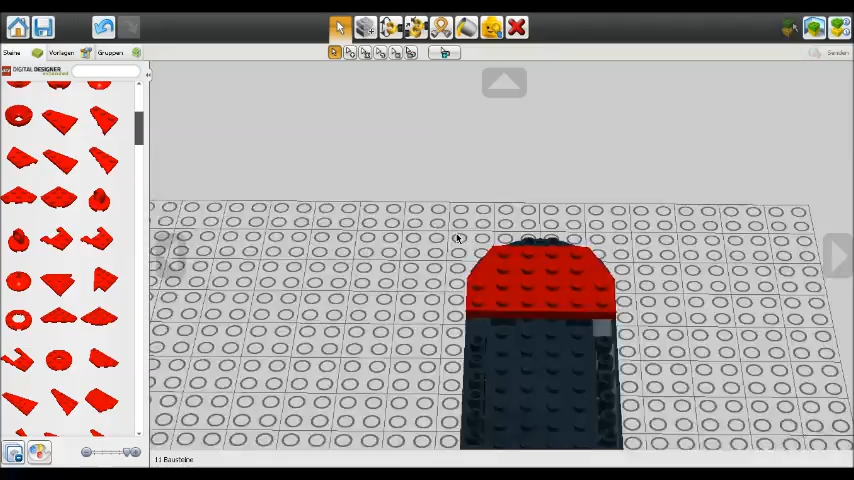 Steine
Vorlagen
Gruppen
Senden
DIGITAL DESIGNER
11 Bausteine